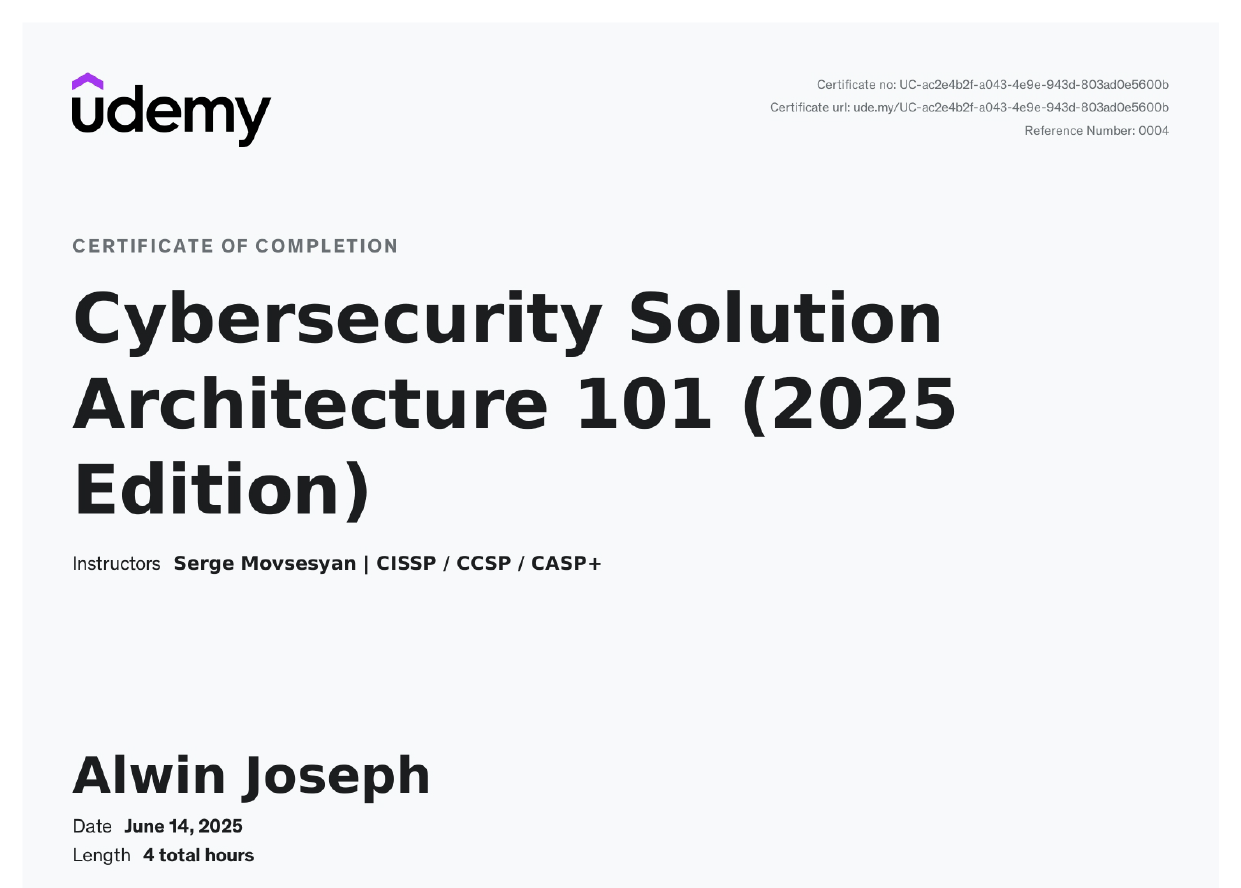 udemy
Certificate no: UC-ac2e4b2f-a043-4e9e-943d-803ad0e5600b
Certificate url: ude.my/UC-ac2e4b2f-a043-4e9e-943d-803ad0e5600b
Reference Number: 0004
CERTIFICATE OF COMPLETION
Cybersecurity Solution
Architecture 101 (2025
Edition)
Instructors Serge Movsesyan | CISSP / CCSP / CASP+
Alwin Joseph
Date June 14, 2025
Length 4 total hours